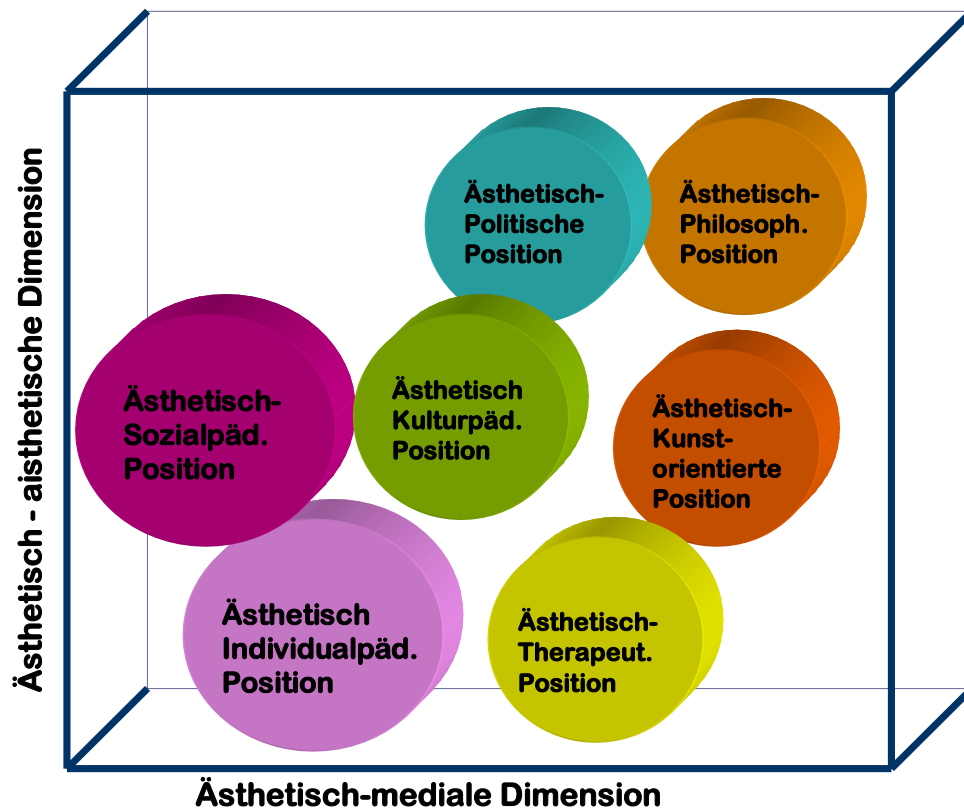 Ästhetisch - aisthetische Dimension
Ästhetisch-
Politische
Position
Ästhetisch-
Philosoph.
Position
Ästhetisch-
Sozialpäd.
Position
Ästhetisch
Kulturpäd.
Position
Ästhetisch-
Kunst-
orientierte
Position
Ästhetisch
Individualpäd.
Position
Ästhetisch-
Therapeut.
Position
Ästhetisch-mediale Dimension